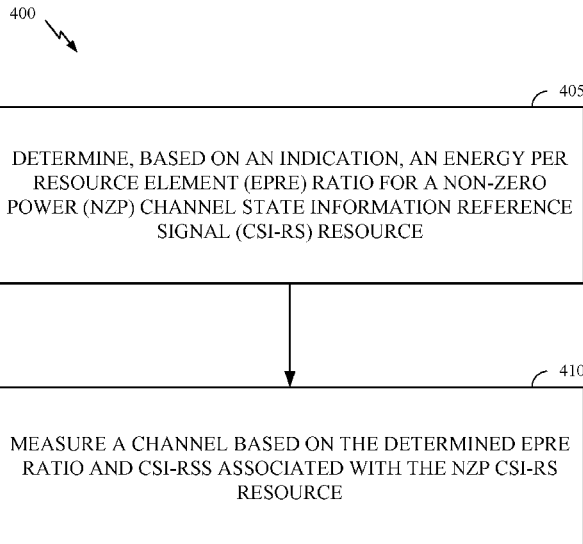 400
405
DETERMINE, BASED ON AN INDICATION, AN ENERGY PER
RESOURCE ELEMENT (EPRE) RATIO FOR A NON-ZERO
POWER (NZP) CHANNEL STATE INFORMATION REFERENCE
SIGNAL (CSI-RS) RESOURCE
410
MEASURE A CHANNEL BASED ON THE DETERMINED EPRE
RATIO AND CSI-RSS ASSOCIATED WITH THE NZP CSI-RS
RESOURCE